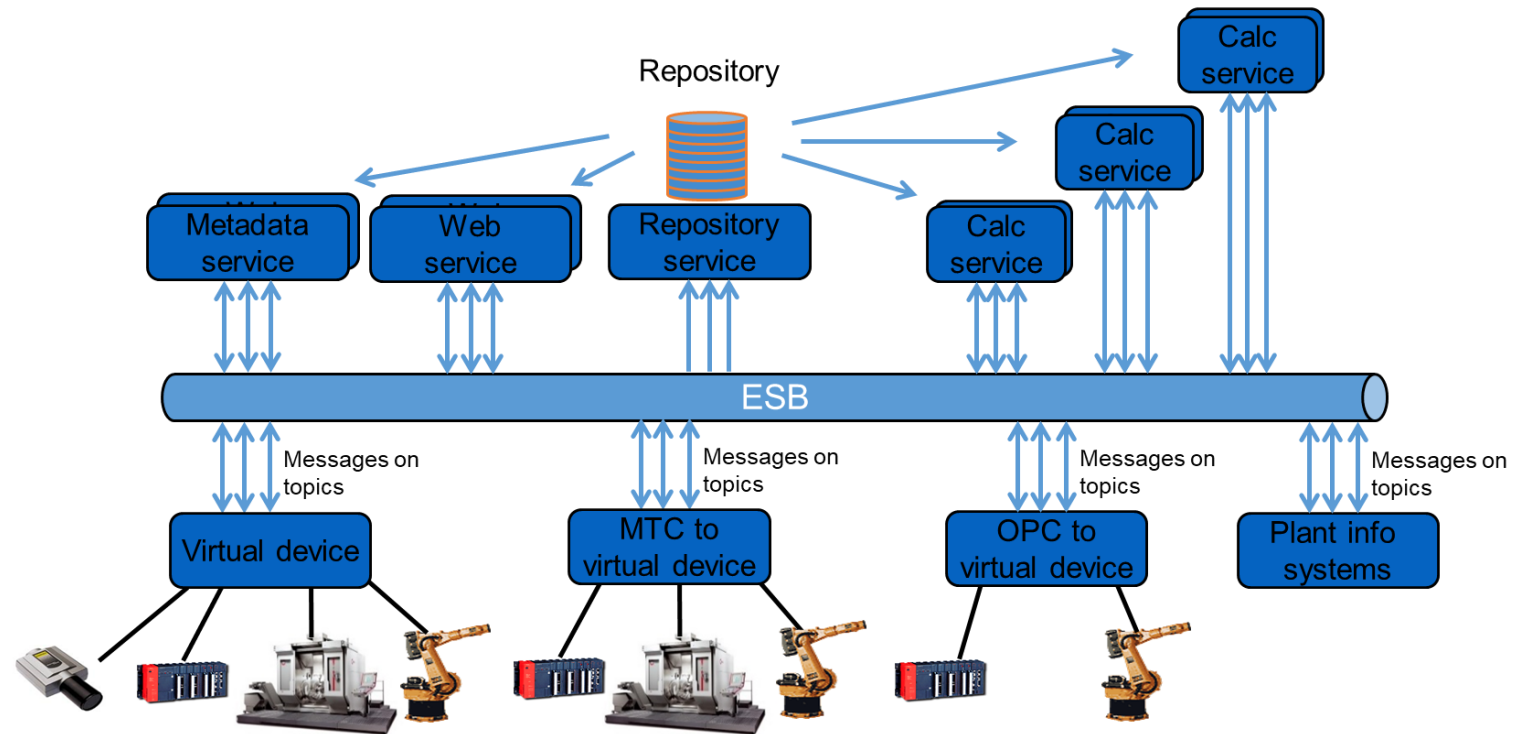 Calc
service
Repository
Calc
service
Metadata
service
Web
service
Repository
service
Calc
service
ESB
Messages on
topics
Messages on
topics
Messages on
topics
Messages on
topics
Virtual device
MTC to
virtual device
OPC to
virtual device
Plant info
systems